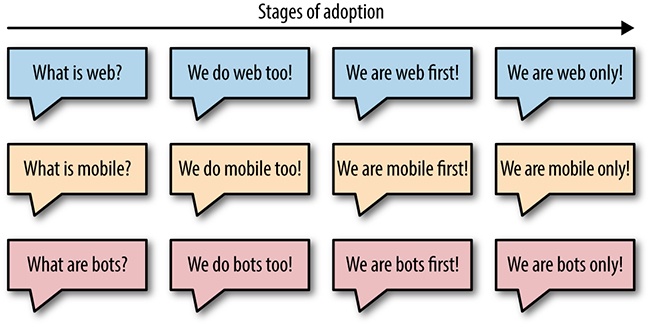 Stages of adoption
What is web?
We do web too!
We are web first!
We are web only!
What is mobile?
We do mobile too!
We are mobile first!
We are mobile only!
What are bots?
We do bots too!
We are bots first!
We are bots only!